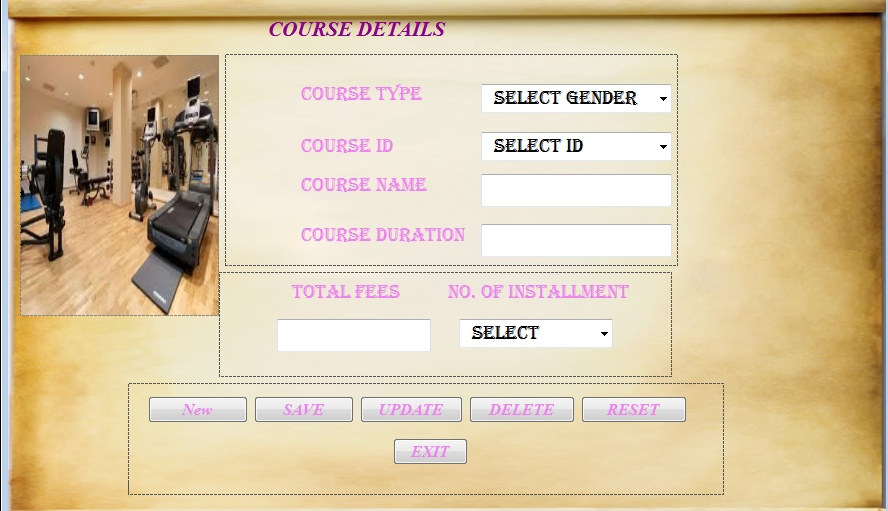 COURSE DETAILS
COURSE TYPE SELECT GENDER
COURSE ID SELECT ID
COURSE NAME
COURSE DURATION
TOTAL FEES NO. OF INSTALLMENT
SELECT
New SAVE UPDATE DELETE RESET
EXIT